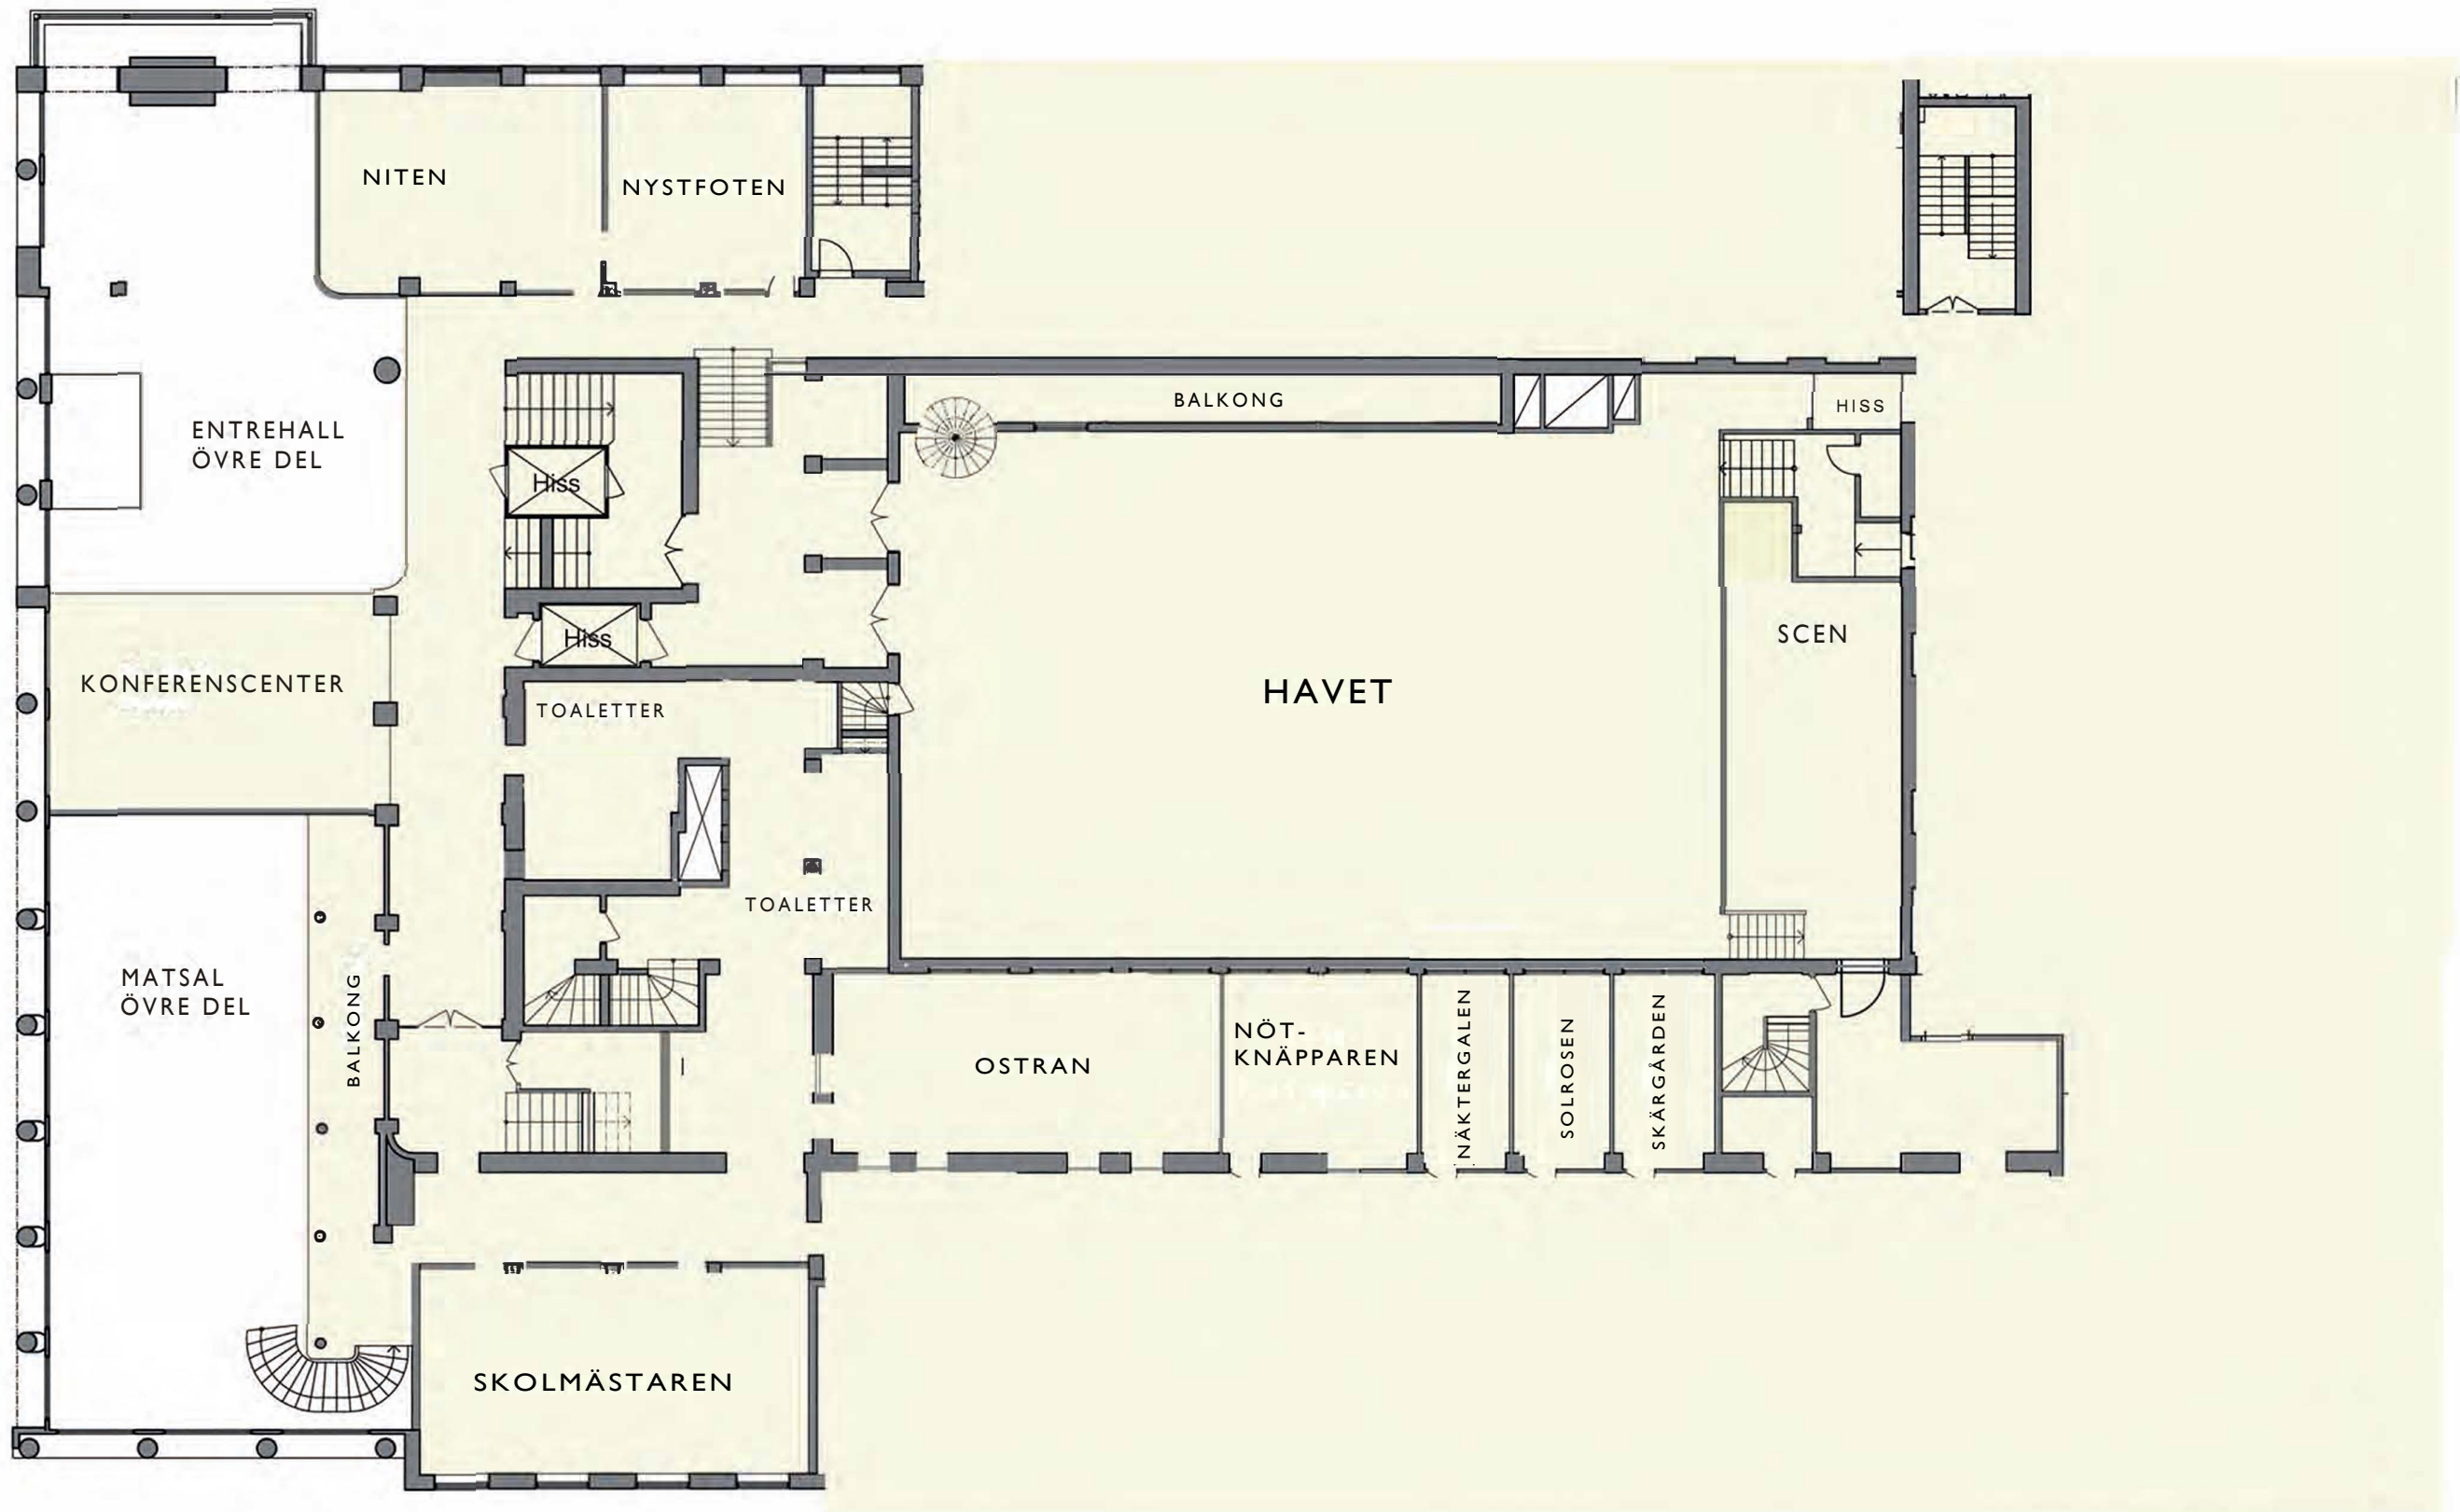 NITEN
NYSTFOTEN
BALKONG
HISS
ENTREHALL
ÖVRE DEL
Hiss
Hiss
SCEN
KONFERENSCENTER
HAVET
TOALETTER
TOALETTER
MATSAL
ÖVRE DEL
BALKONG
OSTRAN
NÖT-
KNÄPPAREN
NÄKTERGALEN
SOLROSEN
SKÄRGÅRDEN
SKOLMÄSTAREN